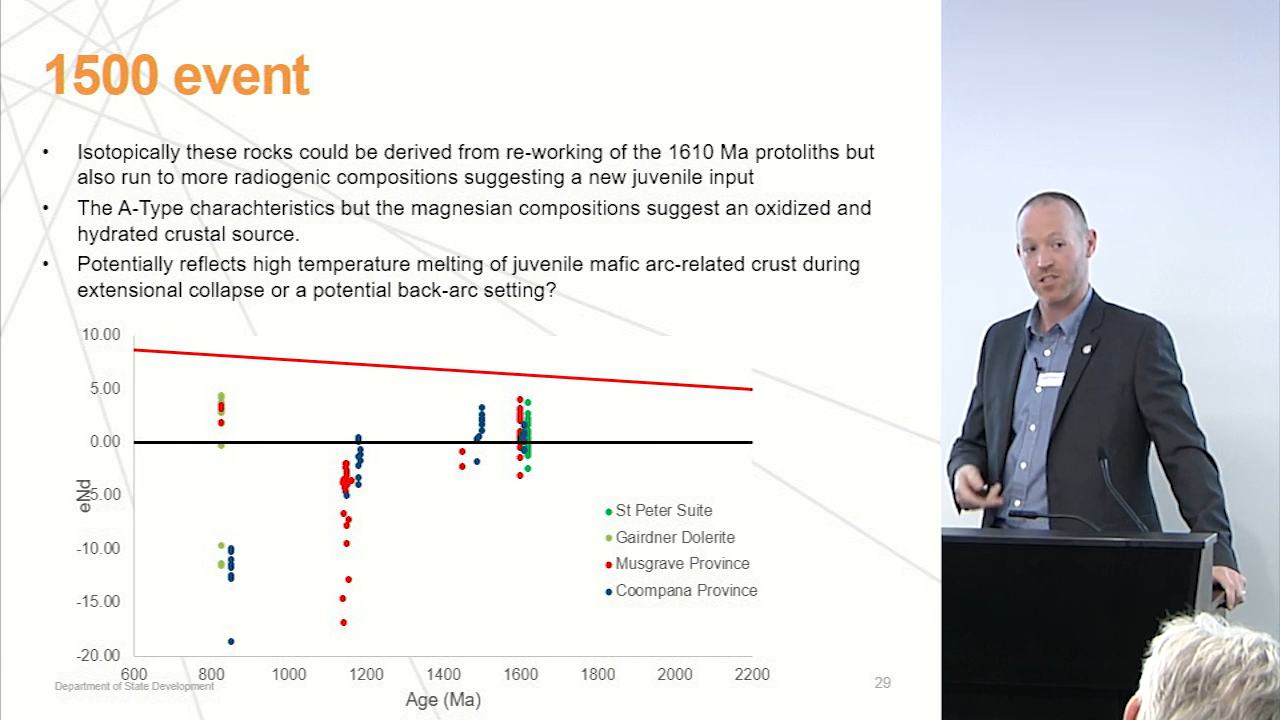 1500 event
• Isotopically these rocks could be derived from re-working of the 1610 Ma protoliths but
also run to more radiogenic compositions suggesting a new juvenile input
• The A-Type charachteristics but the magnesian compositions suggest an oxidized and
hydrated crustal source.
• Potentially reflects high temperature melting of juvenile mafic arc-related crust during
extensional collapse or a potential back-arc setting?
10.00
5.00
0.00
-5.00
-10.00
-15.00
-20.00
eNd
St Peter Suite
Gairdner Dolerite
Musgrave Province
Coompana Province
600 800 1000 1200 1400 1600 1800 2000 2200
Age (Ma)
Department of State Development
29